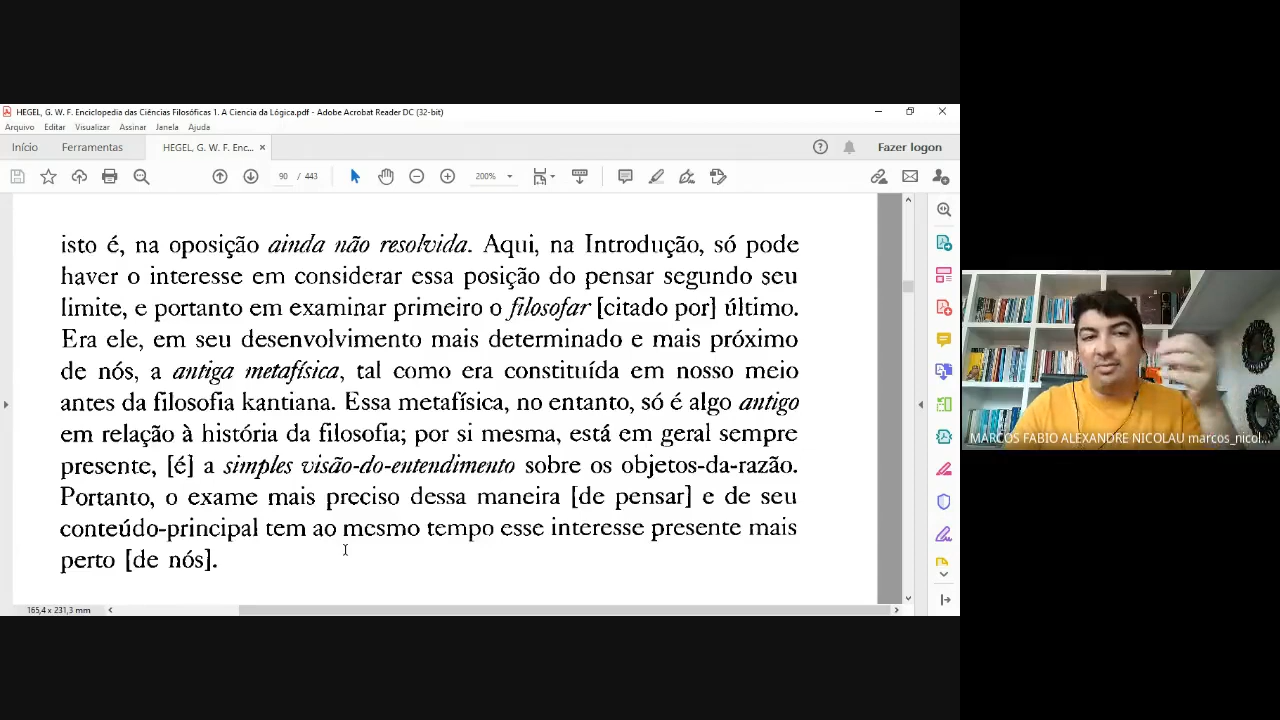 HEGEL, G. W. F. Enciclopedia das Ciências Filosóficas 1. A Ciencia da Lógica.pdf - Adobe Acrobat Reader DC (32-bit)
Arquivo Editar Visualizar Assinar Janela Ajuda
Início Ferramentas HEGEL, G. W. F. Enc... Fazer logon
90 / 443 200%
isto é, na oposição ainda não resolvida. Aqui, na Introdução, só pode
haver o interesse em considerar essa posição do pensar segundo seu
limite, e portanto em examinar primeiro o filosofar [citado por] último.
Era ele, em seu desenvolvimento mais determinado e mais próximo
de nós, a antiga metafísica, tal como era constituída em nosso meio
antes da filosofia kantiana. Essa metafísica, no entanto, só é algo antigo
em relação à história da filosofia; por si mesma, está em geral sempre
presente, [é] a simples visão-do-entendimento sobre os objetos-da-razão.
Portanto, o exame mais preciso dessa maneira [de pensar] e de seu
conteúdo-principal tem ao mesmo tempo esse interesse presente mais
perto [de nós].
165,4 x 231,3 mm
MARCOS FABIO ALEXANDRE NICOLAU marcos_nicol...